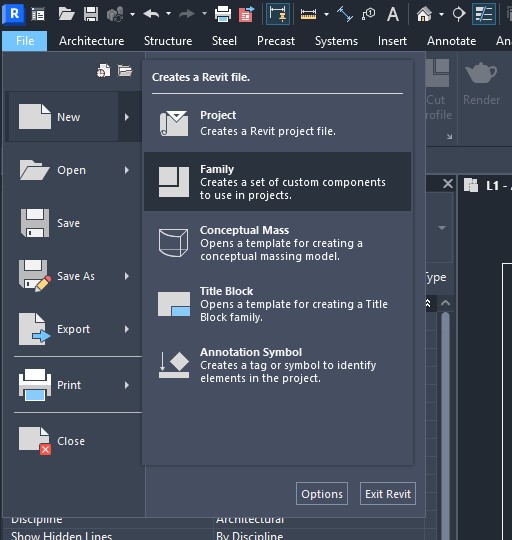 R
A
File
Architecture
Structure
Steel
Precast
Systems
Insert
Annotate
Creates a Revit file.
New
Project
Creates a Revit project file.
Cut
Render
Open
Family
Creates a set of custom components
to use in projects.
L1 -
Save
Conceptual Mass
Opens a template for creating a
conceptual massing model.
Save As
Title Block
Opens a template for creating a Title
Block family.
Export
Annotation Symbol
Creates a tag or symbol to identify
elements in the project.
Print
Close
Options
Exit Revit
Discipline
Architectural
Show Hidden Lines
By Discipline